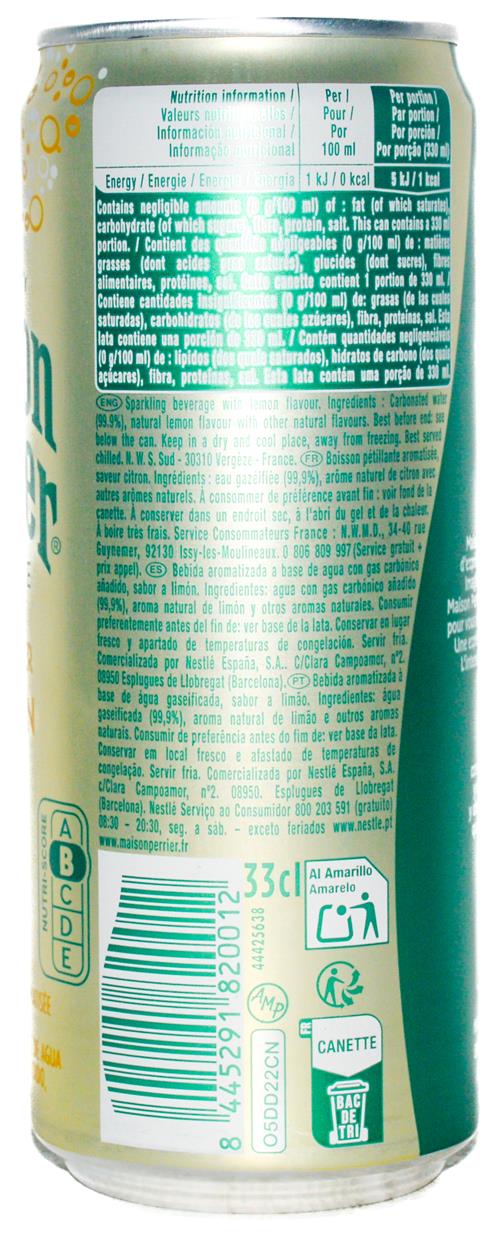 Nutrition information / Per / Per portion /
Valeurs / Pour / Par portion /
Información / Por Por porción /
Informação 100 ml Por porção (330 ml)
Energy / Energie / Energía / Energia 1 kJ / 0 kcal 5 kJ / 1 kcal
Contains negligible amounts (0 g/100 ml) of : fat (of which saturated),
carbohydrate (of which sugars), fibre, protein, salt. This can contains a 330 ml
portion. / Contient des quantités négligeables (0 g/100 ml) de : matières
grasses (dont acides gras saturés), glucides (dont sucres), fibres
alimentaires, protéines, sel. Cette canette contient 1 portion de 330 ml. /
Contiene cantidades insignificantes (0 g/100 ml) de: grasas (de las cuales
saturadas), carbohidratos (de los cuales azúcares), fibra, proteínas, sal. Esta
lata contiene una porción de 330 ml. / Contém quantidades negligenciáveis
(0 g/100 ml) de : lípidos (dos quais saturados), hidratos de carbono (dos quais
açúcares), fibra, proteínas, sal. Esta lata contém uma porção de 330 ml.
ENG Sparkling beverage with lemon flavour. Ingredients : Carbonated water
(99.9%), natural lemon flavour with other natural flavours. Best before end: see
below the can. Keep in a dry and cool place, away from freezing. Best served
chilled. N. W. S. Sud - 30310 Vergèze - France. FR Boisson pétillante aromatisée,
saveur citron. Ingrédients : eau gazéifiée (99,9%), arôme naturel de citron avec
autres arômes naturels. À consommer de préférence avant fin : voir fond de la
canette. À conserver dans un endroit sec, à l'abri du gel et de la chaleur.
À boire très frais. Service Consommateurs France : N.W.M.D., 34-40 rue
Guynemer, 92130 Issy-les-Moulineaux. 0 806 809 997 (Service gratuit +
prix appel). ES Bebida aromatizada a base de agua con gas carbónico
añadido, sabor a limón. Ingredientes: agua con gas carbónico añadido
(99,9%), aroma natural de limón y otros aromas naturales. Consumir
preferentemente antes del fin de: ver base de la lata. Conservar en lugar
fresco y apartado de temperaturas de congelación. Servir fría.
Comercializada por Nestlé España, S.A.. C/Clara Campoamor, nº2.
08950 Esplugues de Llobregat (Barcelona). PT Bebida aromatizada à
base de água gaseificada, sabor a limão. Ingredientes: água
gaseificada (99,9%), aroma natural de limão e outros aromas
naturais. Consumir de preferência antes do fim de: ver base da lata.
Conservar em local fresco e afastado de temperaturas de
congelação. Servir fria. Comercializada por Nestlé España, S.A.
c/Clara Campoamor, nº2. 08950. Esplugues de Llobregat
(Barcelona). Nestlé Serviço ao Consumidor 800 203 591 (gratuito)
08:30 - 20:30, seg. a sáb. - exceto feriados www.nestle.pt
www.maisonperrier.fr
NUTRI-SCORE
A
B
C
D
E
33cl
44425638
Al Amarillo
Amarelo
AMP
05DD22CN
FR
CANETTE
BAC
DE
TRI
8 445291 820012